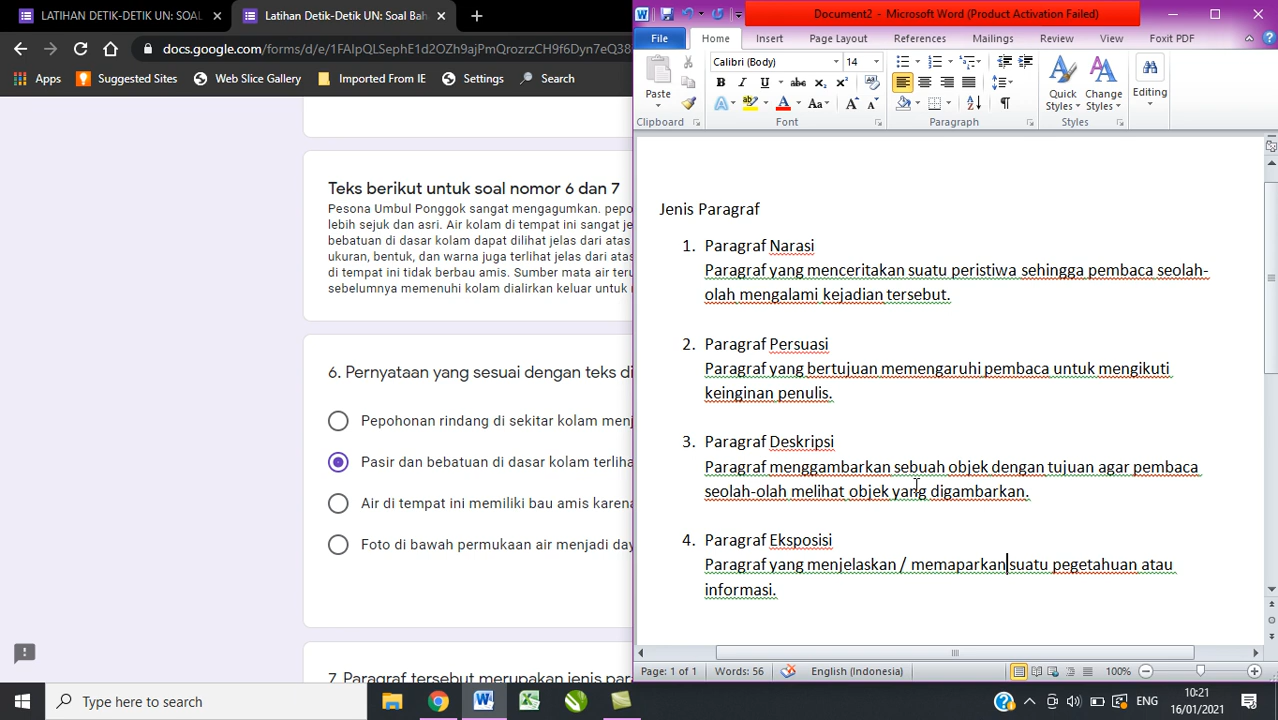 LATIHAN DETIK-DETIK UN: SOAL
Latihan Detik-Detik UN: Soal Bah
docs.google.com/forms/d/e/1FAIpQLSephE1d2OZh9ajPmQrozrzCH9f6Dyn7eQ38
Apps
Suggested Sites
Web Slice Gallery
Imported From IE
Settings
Search
Teks berikut untuk soal nomor 6 dan 7
Pesona Umbul Ponggok sangat mengagumkan. pepo
lebih sejuk dan asri. Air kolam di tempat ini sangat je
bebatuan di dasar kolam dapat dilihat jelas dari atas
ukuran, bentuk, dan warna juga terlihat jelas dari atas
di tempat ini tidak berbau amis. Sumber mata air teru
sebelumnya memenuhi kolam dialirkan keluar untuk
6. Pernyataan yang sesuai dengan teks di
Pepohonan rindang di sekitar kolam menj
Pasir dan bebatuan di dasar kolam terliha
Air di tempat ini memiliki bau amis karena
Foto di bawah permukaan air menjadi day
7. Paragraf tersebut merupakan jenis par
Document2 - Microsoft Word (Product Activation Failed)
File
Home
Insert
Page Layout
References
Mailings
Review
View
Foxit PDF
Paste
Calibri (Body)
14
Quick Styles
Change Styles
Editing
Clipboard
Font
Paragraph
Styles
Jenis Paragraf
1. Paragraf Narasi
Paragraf yang menceritakan suatu peristiwa sehingga pembaca seolah-
olah mengalami kejadian tersebut.
2. Paragraf Persuasi
Paragraf yang bertujuan memengaruhi pembaca untuk mengikuti
keinginan penulis.
3. Paragraf Deskripsi
Paragraf menggambarkan sebuah objek dengan tujuan agar pembaca
seolah-olah melihat objek yang digambarkan.
4. Paragraf Eksposisi
Paragraf yang menjelaskan / memaparkan suatu pegetahuan atau
informasi.
Page: 1 of 1
Words: 56
English (Indonesia)
100%
Type here to search
ENG
10:21
16/01/2021